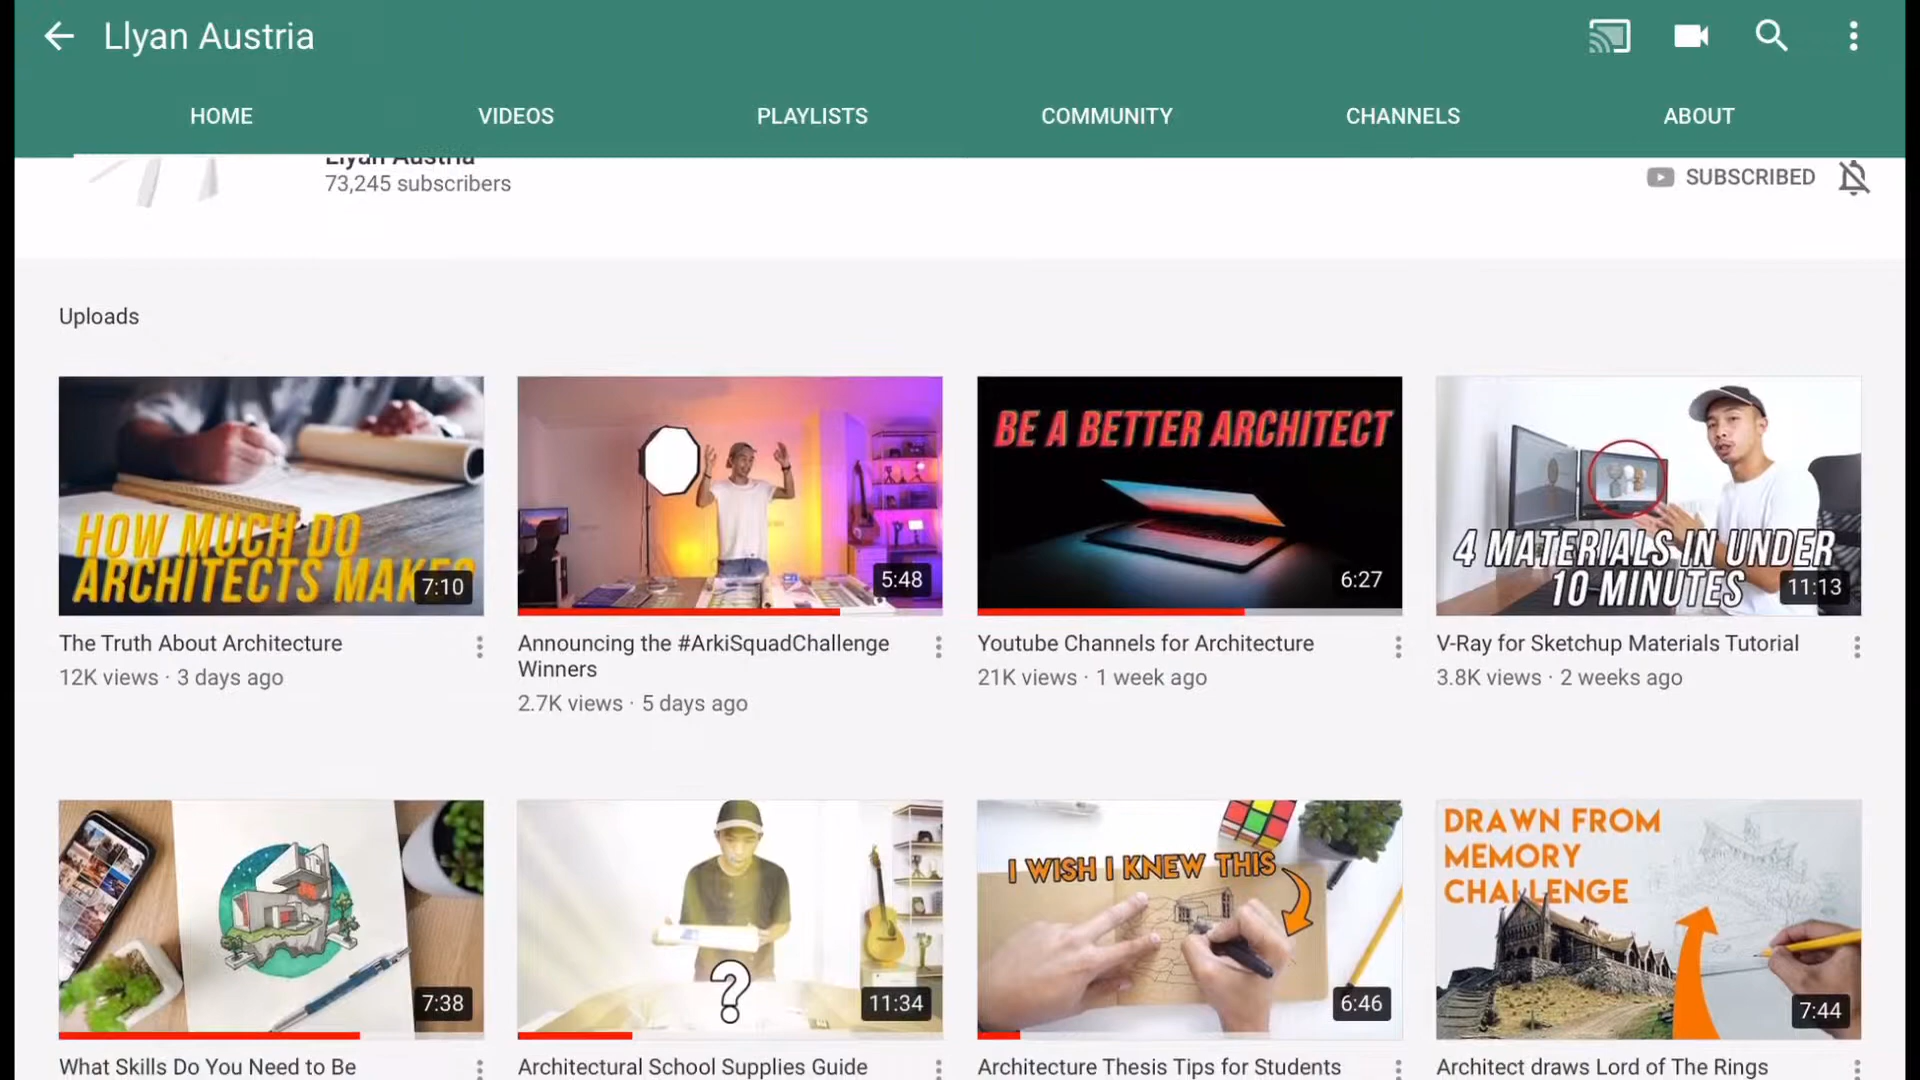 Llyan Austria
HOME VIDEOS PLAYLISTS COMMUNITY CHANNELS ABOUT
Llyan Austria
73,245 subscribers
SUBSCRIBED
Uploads
HOW MUCH DO
ARCHITECTS MAKE
7:10
The Truth About Architecture
12K views · 3 days ago
5:48
Announcing the #ArkiSquadChallenge
Winners
2.7K views · 5 days ago
BE A BETTER ARCHITECT
6:27
Youtube Channels for Architecture
21K views · 1 week ago
4 MATERIALS IN UNDER
10 MINUTES
11:13
V-Ray for Sketchup Materials Tutorial
3.8K views · 2 weeks ago
7:38
What Skills Do You Need to Be
?
11:34
Architectural School Supplies Guide
I WISH I KNEW THIS
6:46
Architecture Thesis Tips for Students
DRAWN FROM
MEMORY
CHALLENGE
7:44
Architect draws Lord of The Rings